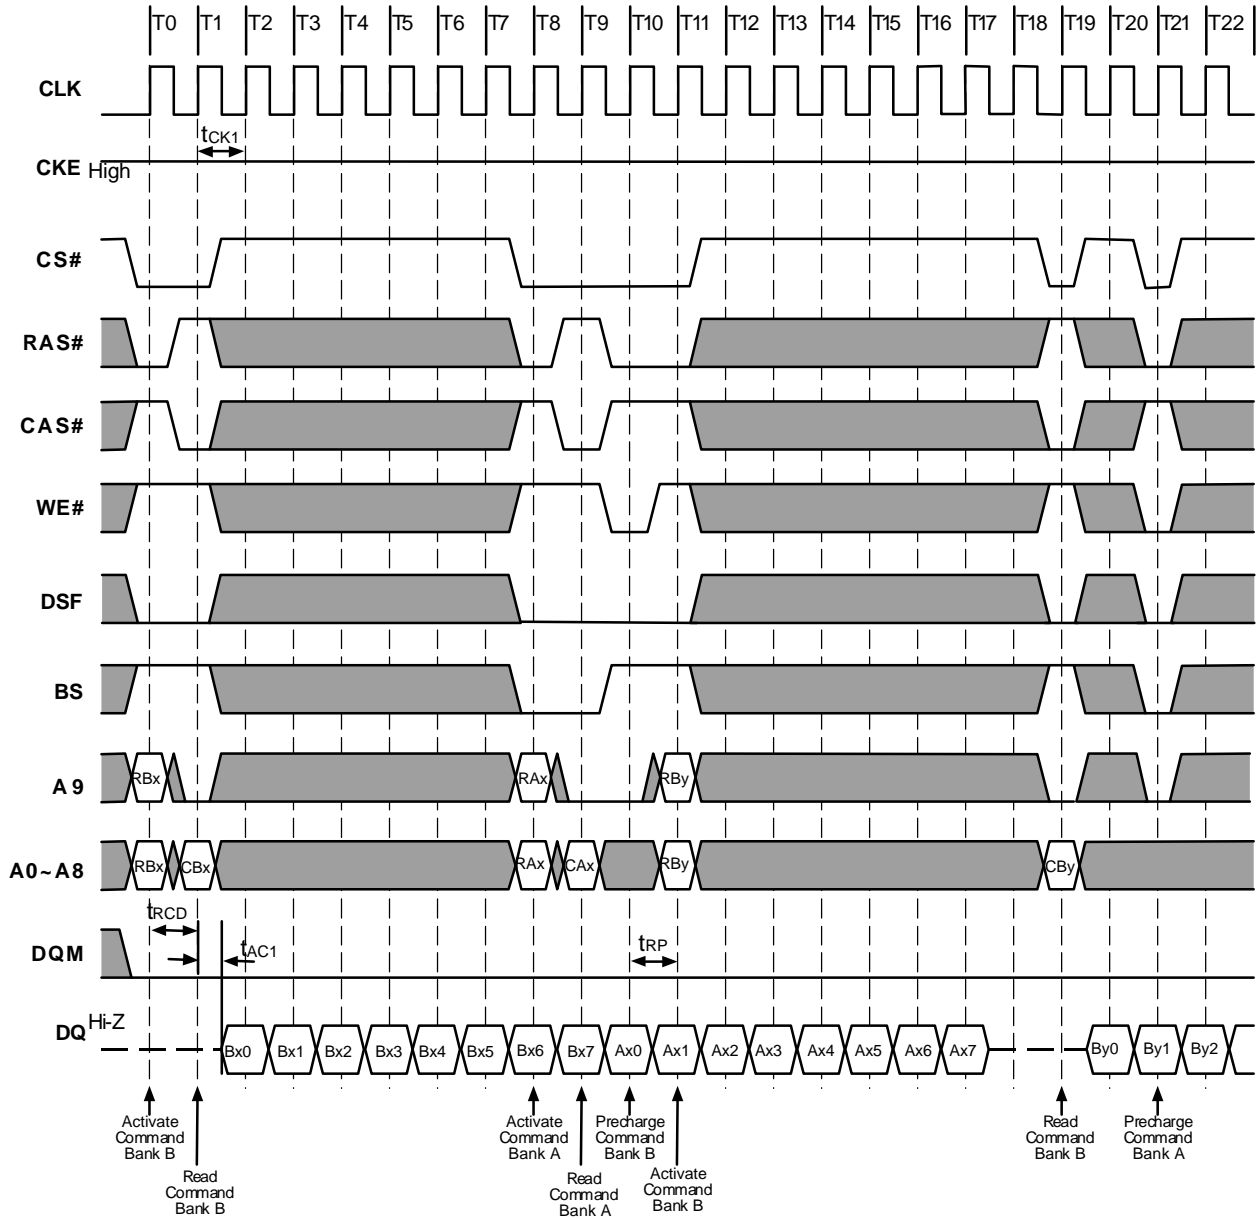 T0 T1 T2 T3 T4 T5 T6 T7 T8 T9 T10 T11 T12 T13 T14 T15 T16 T17 T18 T19 T20 T21 T22
CLK
tCK1
CKE High
CS#
RAS#
CAS#
WE#
DSF
BS
A9 RBx RAx RBy
A0~A8 RBx CBx RAx CAx RBy CBy
tRCD
DQM tAC1 tRP
DQ Hi-Z
Bx0 Bx1 Bx2 Bx3 Bx4 Bx5 Bx6 Bx7 Ax0 Ax1 Ax2 Ax3 Ax4 Ax5 Ax6 Ax7 By0 By1 By2
Activate
Command
Bank B
Read
Command
Bank B
Activate
Command
Bank A
Read
Command
Bank A
Precharge
Command
Bank B
Activate
Command
Bank B
Read
Command
Bank B
Precharge
Command
Bank A